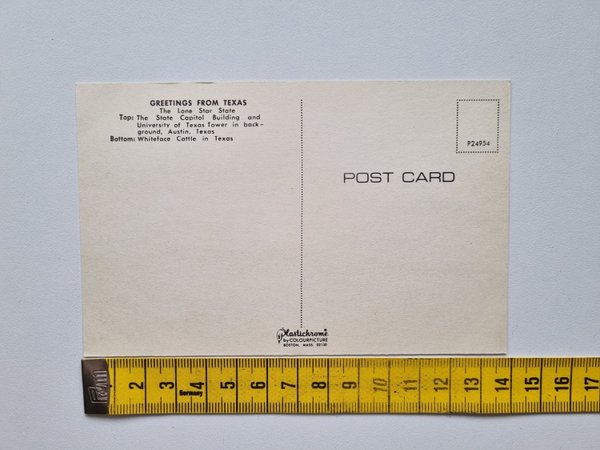 GREETINGS FROM TEXAS
The Lone Star State
Top: The State Capitol Building and
University of Texas Tower in back-
ground, Austin, Texas
Bottom: Whiteface Cattle in Texas
P24954
POST CARD
Plastichrome
by COLOURPICTURE
BOSTON, MASS. 02130
2 3 4 5 6 7 8 9 10 11 12 13 14 15 16 17
Germany